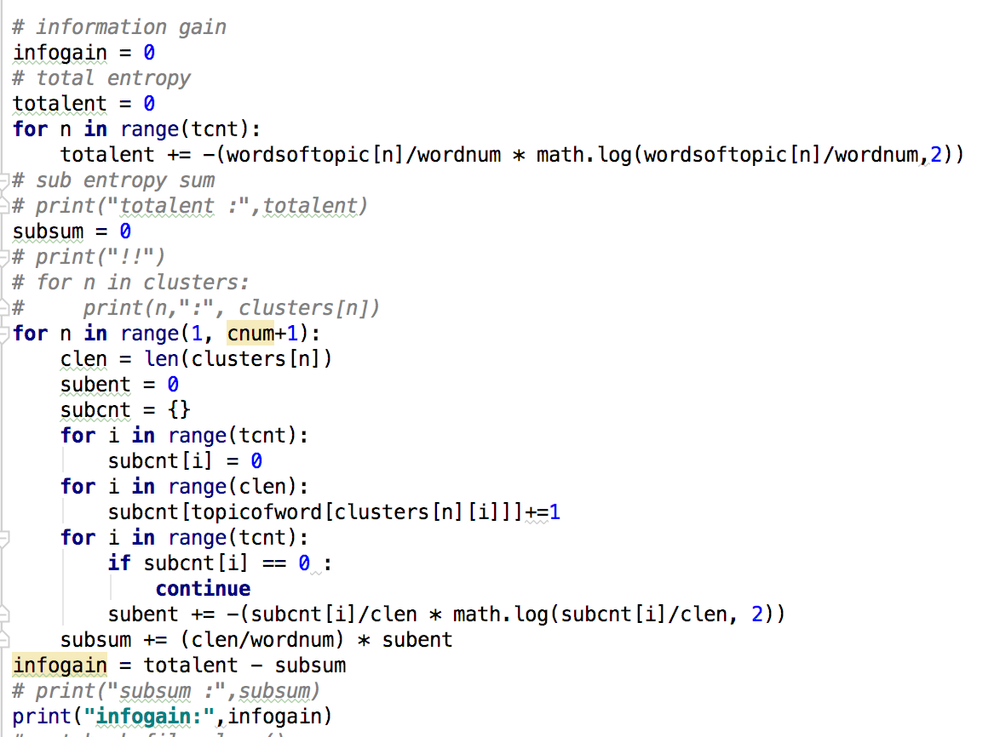 # information gain
infogain = 0
# total entropy
totalent = 0
for n in range(tcnt):
    totalent += -(wordsoftopic[n]/wordnum * math.log(wordsoftopic[n]/wordnum,2))
# sub entropy sum
# print("totalent :",totalent)
subsum = 0
# print("!!")
# for n in clusters:
#     print(n,":", clusters[n])
for n in range(1, cnum+1):
    clen = len(clusters[n])
    subent = 0
    subcnt = {}
    for i in range(tcnt):
        subcnt[i] = 0
    for i in range(clen):
        subcnt[topicofword[clusters[n][i]]]+=1
    for i in range(tcnt):
        if subcnt[i] == 0 :
            continue
        subent += -(subcnt[i]/clen * math.log(subcnt[i]/clen, 2))
    subsum += (clen/wordnum) * subent
infogain = totalent - subsum
# print("subsum :",subsum)
print("infogain:",infogain)